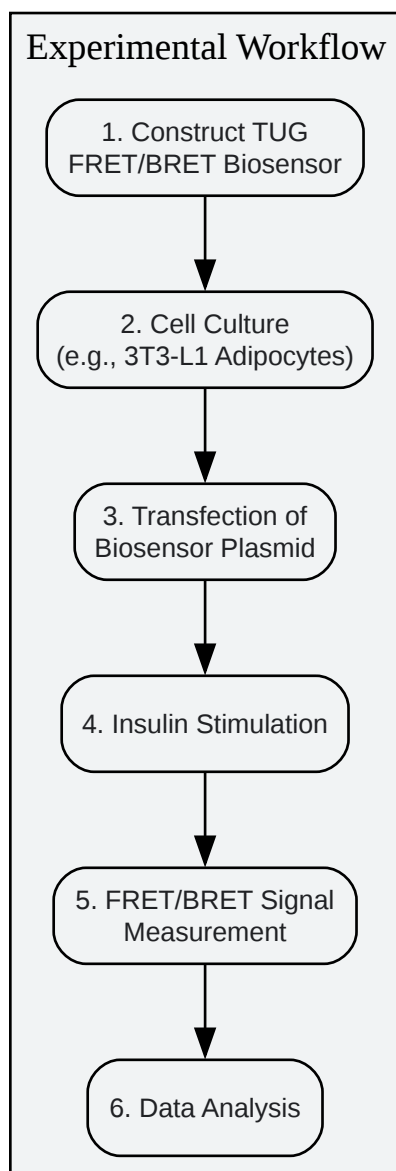 Experimental Workflow
1. Construct TUG
FRET/BRET Biosensor
2. Cell Culture
(e.g., 3T3-L1 Adipocytes)
3. Transfection of
Biosensor Plasmid
4. Insulin Stimulation
5. FRET/BRET Signal
Measurement
6. Data Analysis